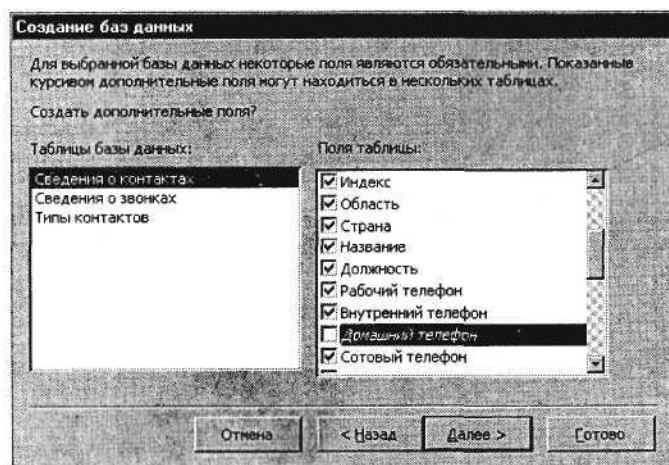 Создание баз данных
Для выбранной базы данных некоторые поля являются обязательными. Показанные
курсивом дополнительные поля могут находиться в нескольких таблицах.
Создать дополнительные поля?
Таблицы базы данных:
Сведения о контактах
Сведения о звонках
Типы контактов
Поля таблицы:
Индекс
Область
Страна
Название
Должность
Рабочий телефон
Внутренний телефон
Домашний телефон
Сотовый телефон
Отмена
< Назад
Далее >
Готово